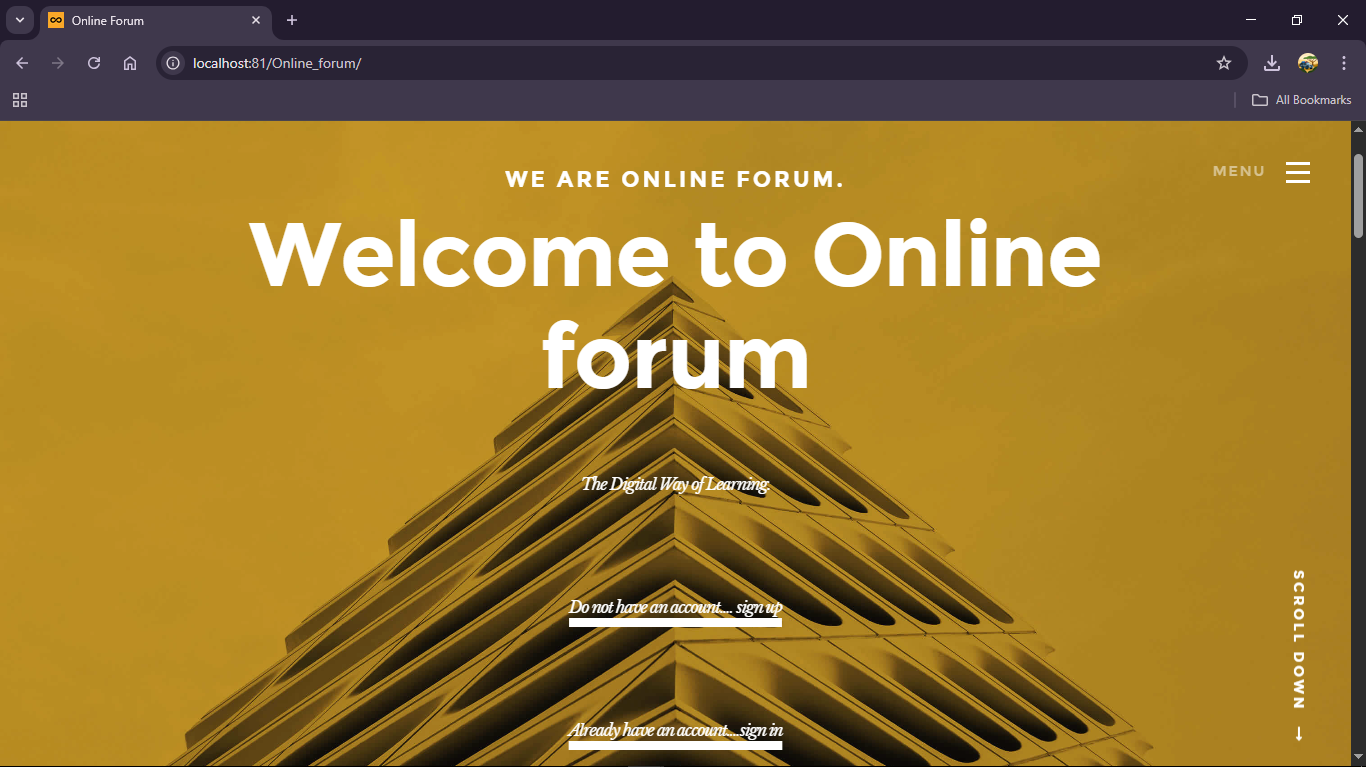 Online Forum
localhost:81/Online_forum/
All Bookmarks
MENU
WE ARE ONLINE FORUM.
Welcome to Online
forum
The Digital Way of Learning.
Do not have an account.... sign up
Already have an account....sign in
SCROLL DOWN